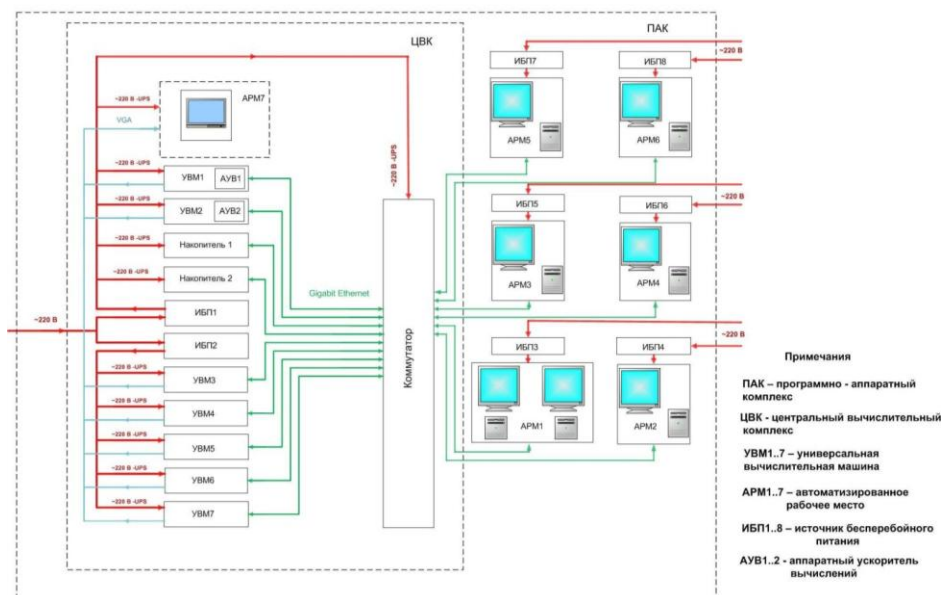 ЦВК
ПАК
~220 В
ИБП7
ИБП8
АРМ5
АРМ6
~220 В -UPS
АРМ7
VGA
~220 В -UPS
~220 В -UPS
УВМ1
АУВ1
~220 В -UPS
УВМ2
АУВ2
~220 В -UPS
Накопитель 1
~220 В -UPS
Накопитель 2
Gigabit Ethernet
ИБП1
~220 В
ИБП2
~220 В -UPS
УВМ3
~220 В -UPS
УВМ4
~220 В -UPS
УВМ5
~220 В -UPS
УВМ6
~220 В -UPS
УВМ7
Коммутатор
ИБП5
ИБП6
~220 В
АРМ3
АРМ4
ИБП3
ИБП4
~220 В
АРМ1
АРМ2
Примечания
ПАК – программно - аппаратный
комплекс
ЦВК - центральный вычислительный
комплекс
УВМ1..7 – универсальная
вычислительная машина
АРМ1..7 – автоматизированное
рабочее место
ИБП1..8 – источник бесперебойного
питания
АУВ1..2 - аппаратный ускоритель
вычислений